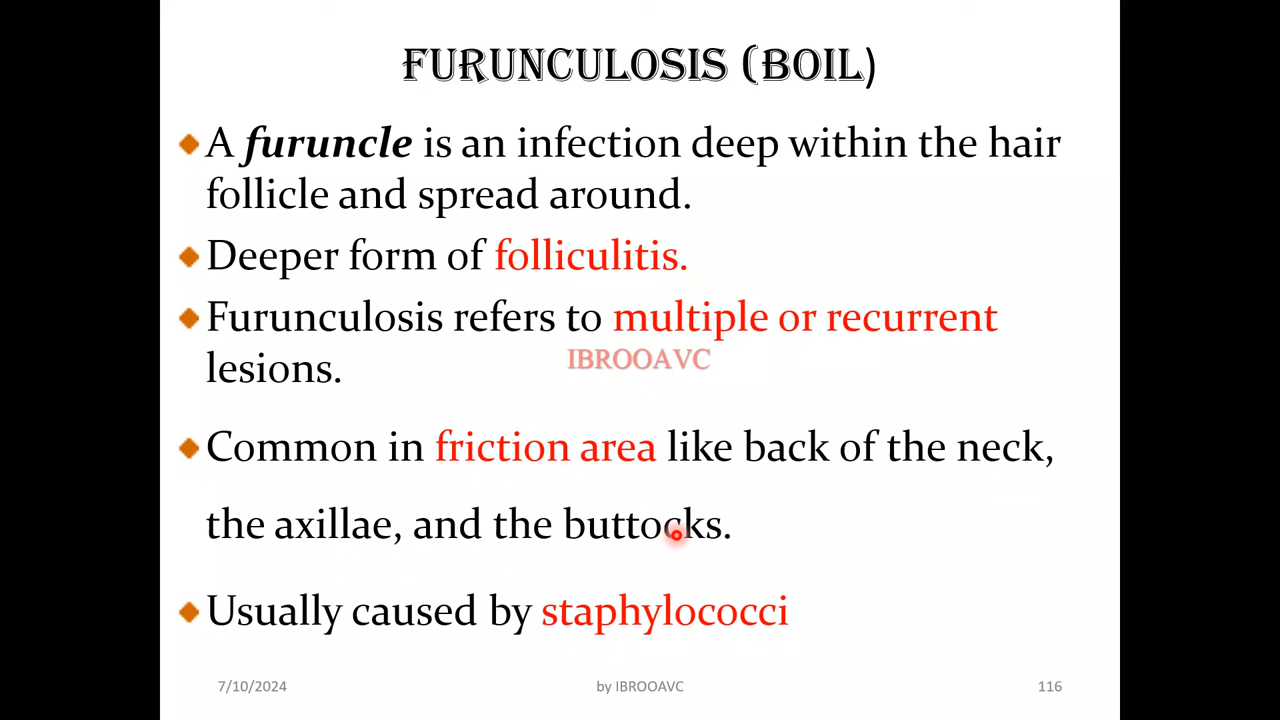 FURUNCULOSIS (BOIL)
A furuncle is an infection deep within the hair
follicle and spread around.
Deeper form of folliculitis.
Furunculosis refers to multiple or recurrent
lesions.
IBROOAVC
Common in friction area like back of the neck,
the axillae, and the buttocks.
Usually caused by staphylococci
7/10/2024
by IBROOAVC
116